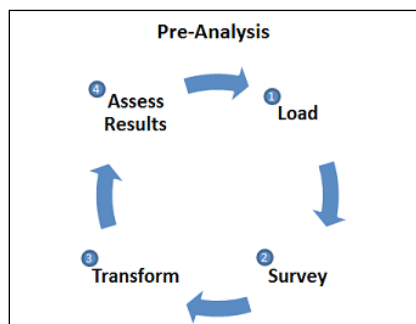 Pre-Analysis
1 Load
2 Survey
3 Transform
4 Assess
Results